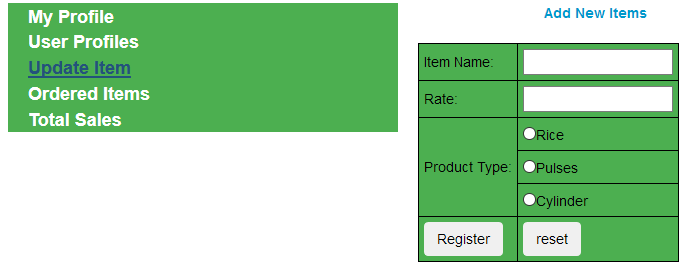 My Profile
User Profiles
Update Item
Ordered Items
Total Sales
Add New Items
Item Name:
Rate:
Product Type:
Rice
Pulses
Cylinder
Register
reset